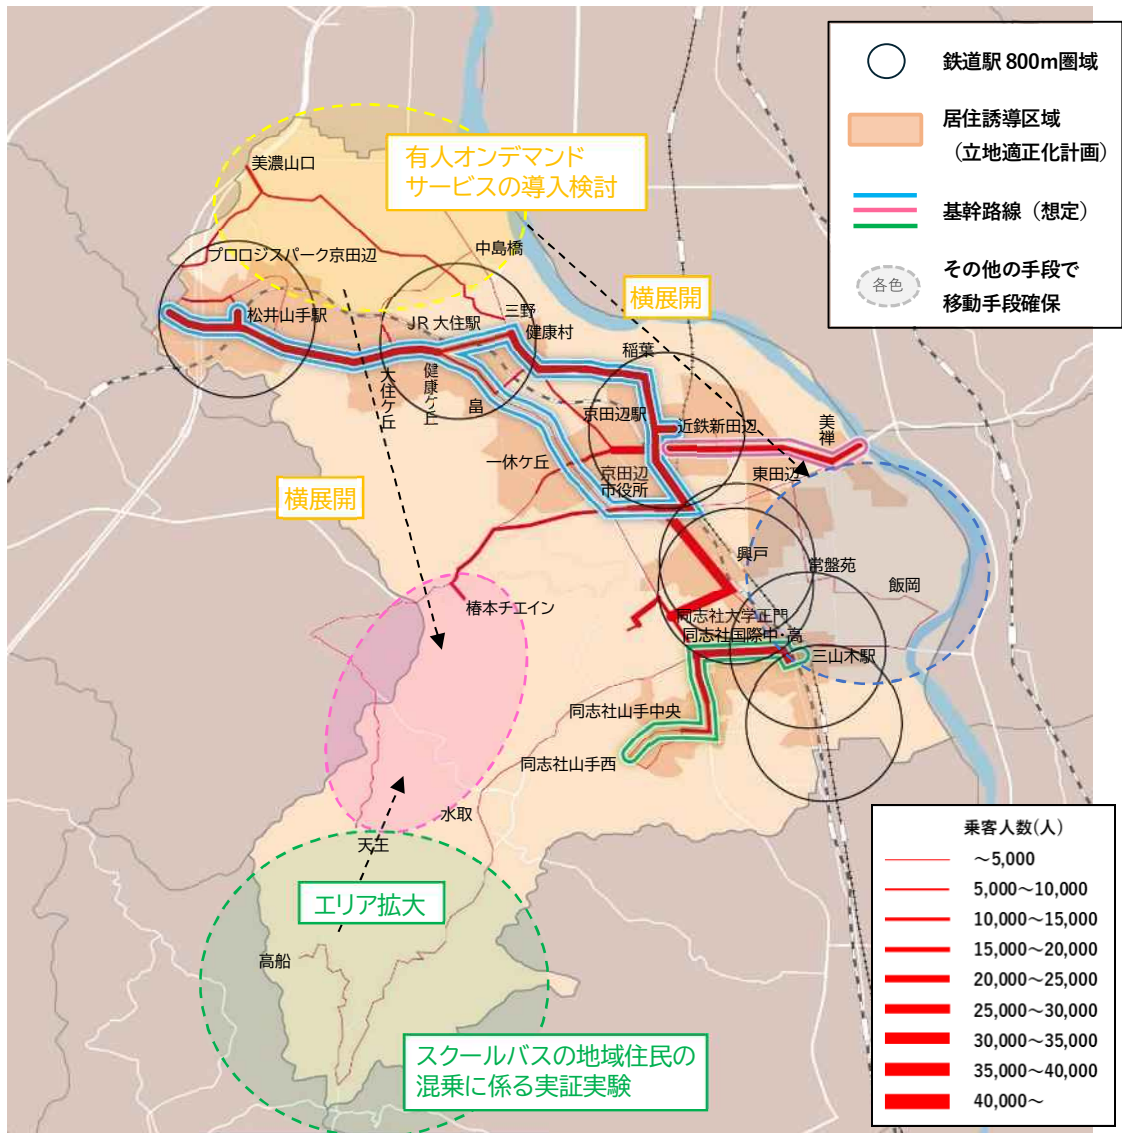 鉄道駅 800m圏域
居住誘導区域
（立地適正化計画）
基幹路線（想定）
各色
その他の手段で
移動手段確保
有人オンデマンド
サービスの導入検討
美濃山口
中島橋
プロロジスパーク京田辺
横展開
松井山手駅
JR 大住駅
三野
健康村
稲葉
大住ケ丘
健康ケ丘
畠
京田辺駅
近鉄新田辺
美禅
一休ケ丘
京田辺
市役所
東田辺
横展開
興戸
常盤苑
飯岡
椿本チエイン
同志社大学正門
同志社国際中・高
三山木駅
同志社山手中央
同志社山手西
水取
天王
エリア拡大
高船
スクールバスの地域住民の
混乗に係る実証実験
乗客人数(人)
～5,000
5,000～10,000
10,000～15,000
15,000～20,000
20,000～25,000
25,000～30,000
30,000～35,000
35,000～40,000
40,000～